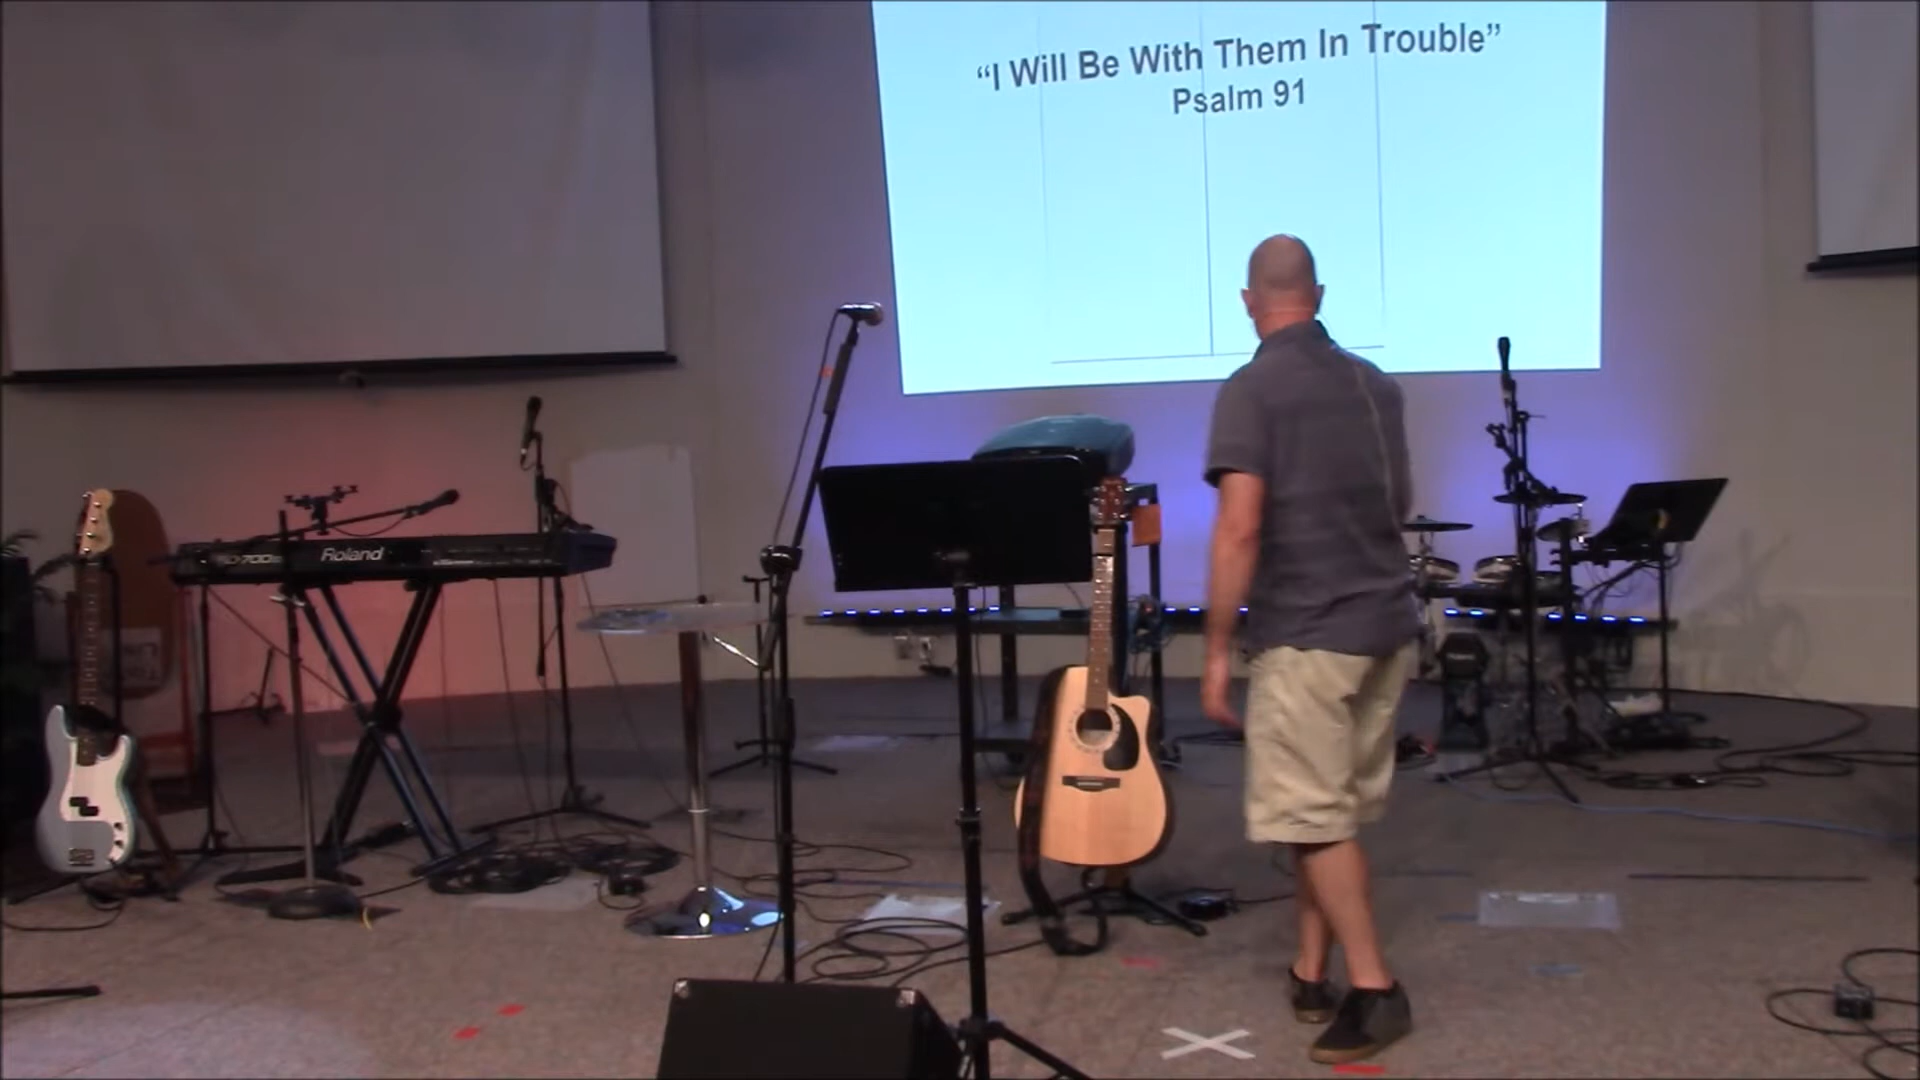 “I Will Be With Them In Trouble”
Psalm 91
Roland